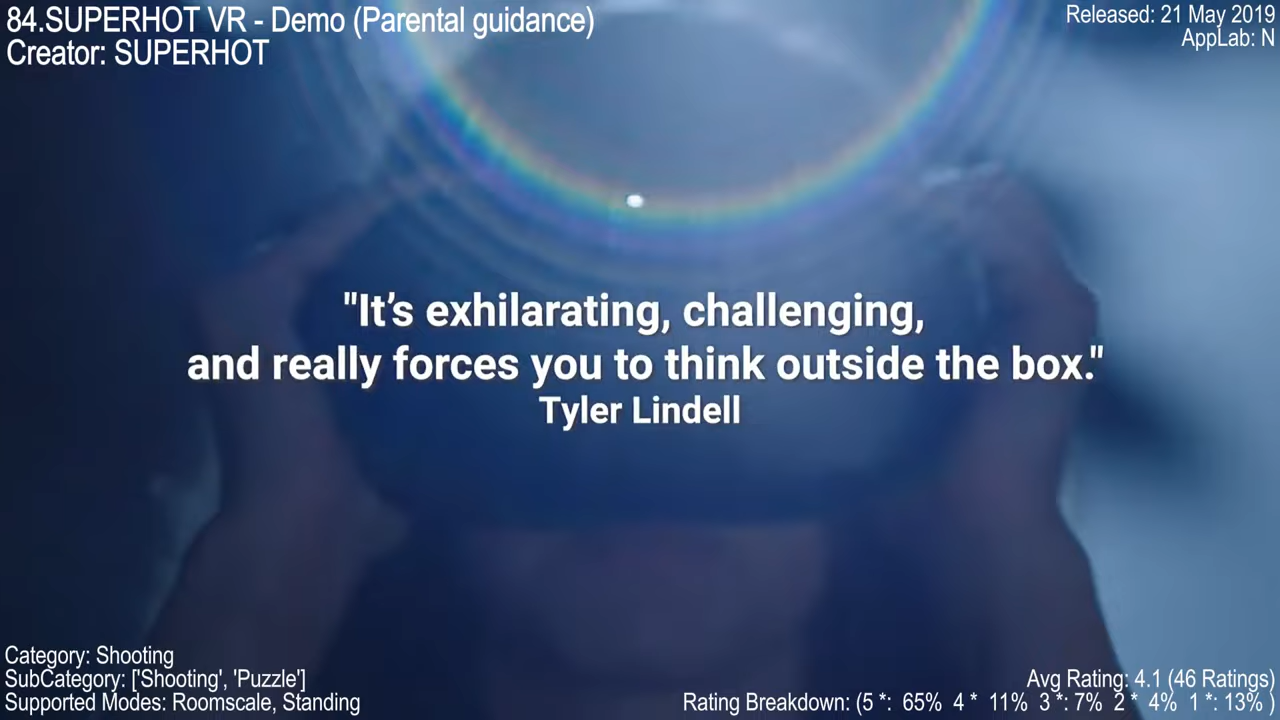 84.SUPERHOT VR - Demo (Parental guidance)
Creator: SUPERHOT
Released: 21 May 2019
AppLab: N
"It’s exhilarating, challenging,
and really forces you to think outside the box."
Tyler Lindell
Category: Shooting
SubCategory: ['Shooting', 'Puzzle']
Supported Modes: Roomscale, Standing
Avg Rating: 4.1 (46 Ratings)
Rating Breakdown: (5 *: 65% 4 * 11% 3 *: 7% 2 * 4% 1 *: 13% )